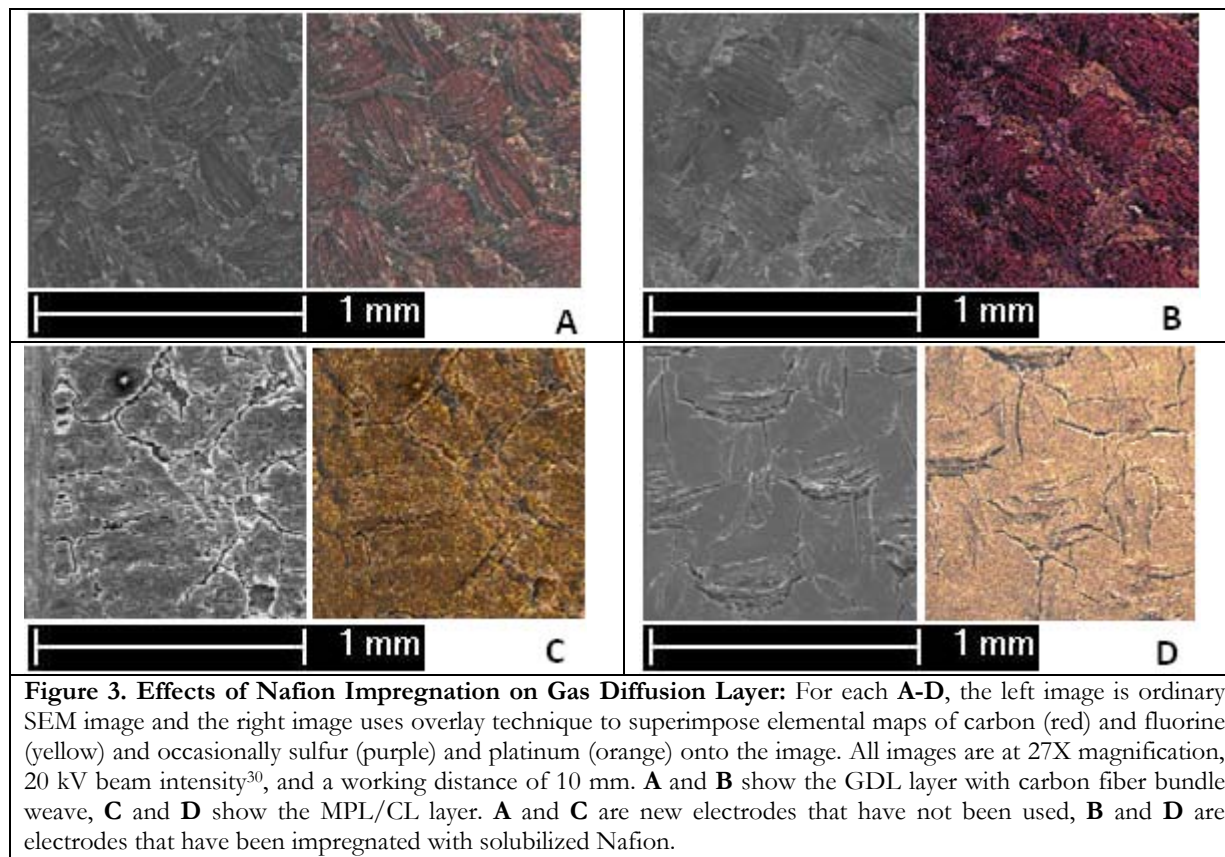 1 mm A
1 mm B
1 mm C
1 mm D
Figure 3. Effects of Nafion Impregnation on Gas Diffusion Layer: For each A-D, the left image is ordinary
SEM image and the right image uses overlay technique to superimpose elemental maps of carbon (red) and fluorine
(yellow) and occasionally sulfur (purple) and platinum (orange) onto the image. All images are at 27X magnification,
20 kV beam intensity³⁰, and a working distance of 10 mm. A and B show the GDL layer with carbon fiber bundle
weave, C and D show the MPL/CL layer. A and C are new electrodes that have not been used, B and D are
electrodes that have been impregnated with solubilized Nafion.